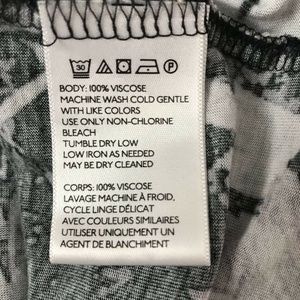 30 P
BODY: 100% VISCOSE
MACHINE WASH COLD GENTLE
WITH LIKE COLORS
USE ONLY NON-CHLORINE
BLEACH
TUMBLE DRY LOW
LOW IRON AS NEEDED
MAY BE DRY CLEANED
CORPS: 100% VISCOSE
LAVAGE MACHINE À FROID,
CYCLE LINGE DÉLICAT
AVEC COULEURS SIMILAIRES
UTILISER UNIQUEMENT UN
AGENT DE BLANCHIMENT